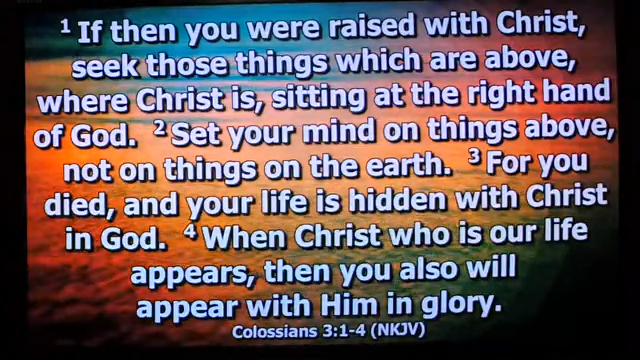 1 If then you were raised with Christ,
seek those things which are above,
where Christ is, sitting at the right hand
of God. 2 Set your mind on things above,
not on things on the earth. 3 For you
died, and your life is hidden with Christ
in God. 4 When Christ who is our life
appears, then you also will
appear with Him in glory.
Colossians 3:1-4 (NKJV)